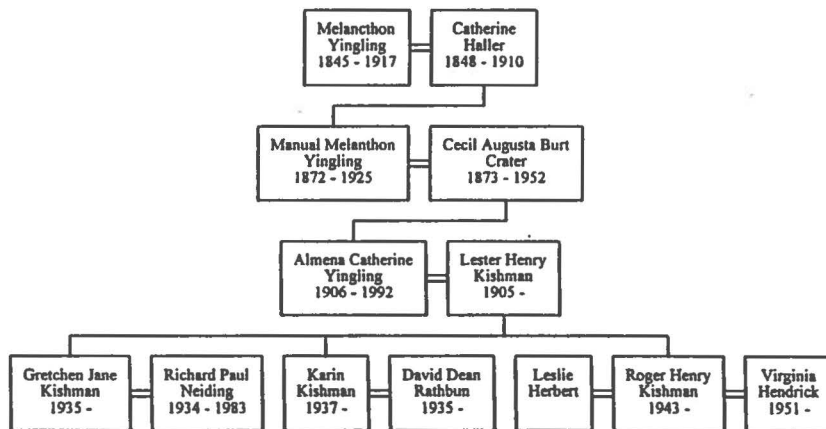 Melancthon
Yingling
1845 - 1917
Catherine
Haller
1848 - 1910
Manual Melanthon
Yingling
1872 - 1925
Cecil Augusta Burt
Crater
1873 - 1952
Almena Catherine
Yingling
1906 - 1992
Lester Henry
Kishman
1905 -
Gretchen Jane
Kishman
1935 -
Richard Paul
Neiding
1934 - 1983
Karin
Kishman
1937 -
David Dean
Rathbun
1935 -
Leslie
Herbert
Roger Henry
Kishman
1943 -
Virginia
Hendrick
1951 -